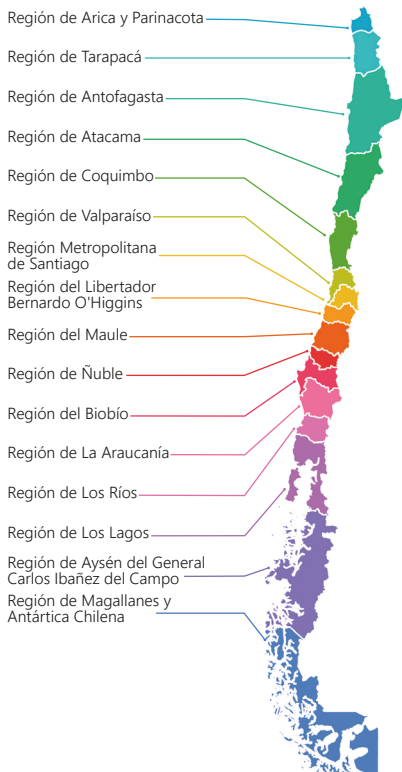 Región de Arica y Parinacota
Región de Tarapacá
Región de Antofagasta
Región de Atacama
Región de Coquimbo
Región de Valparaíso
Región Metropolitana
de Santiago
Región del Libertador
Bernardo O'Higgins
Región del Maule
Región de Ñuble
Región del Biobío
Región de La Araucanía
Región de Los Ríos
Región de Los Lagos
Región de Aysén del General
Carlos Ibañez del Campo
Región de Magallanes y
Antártica Chilena